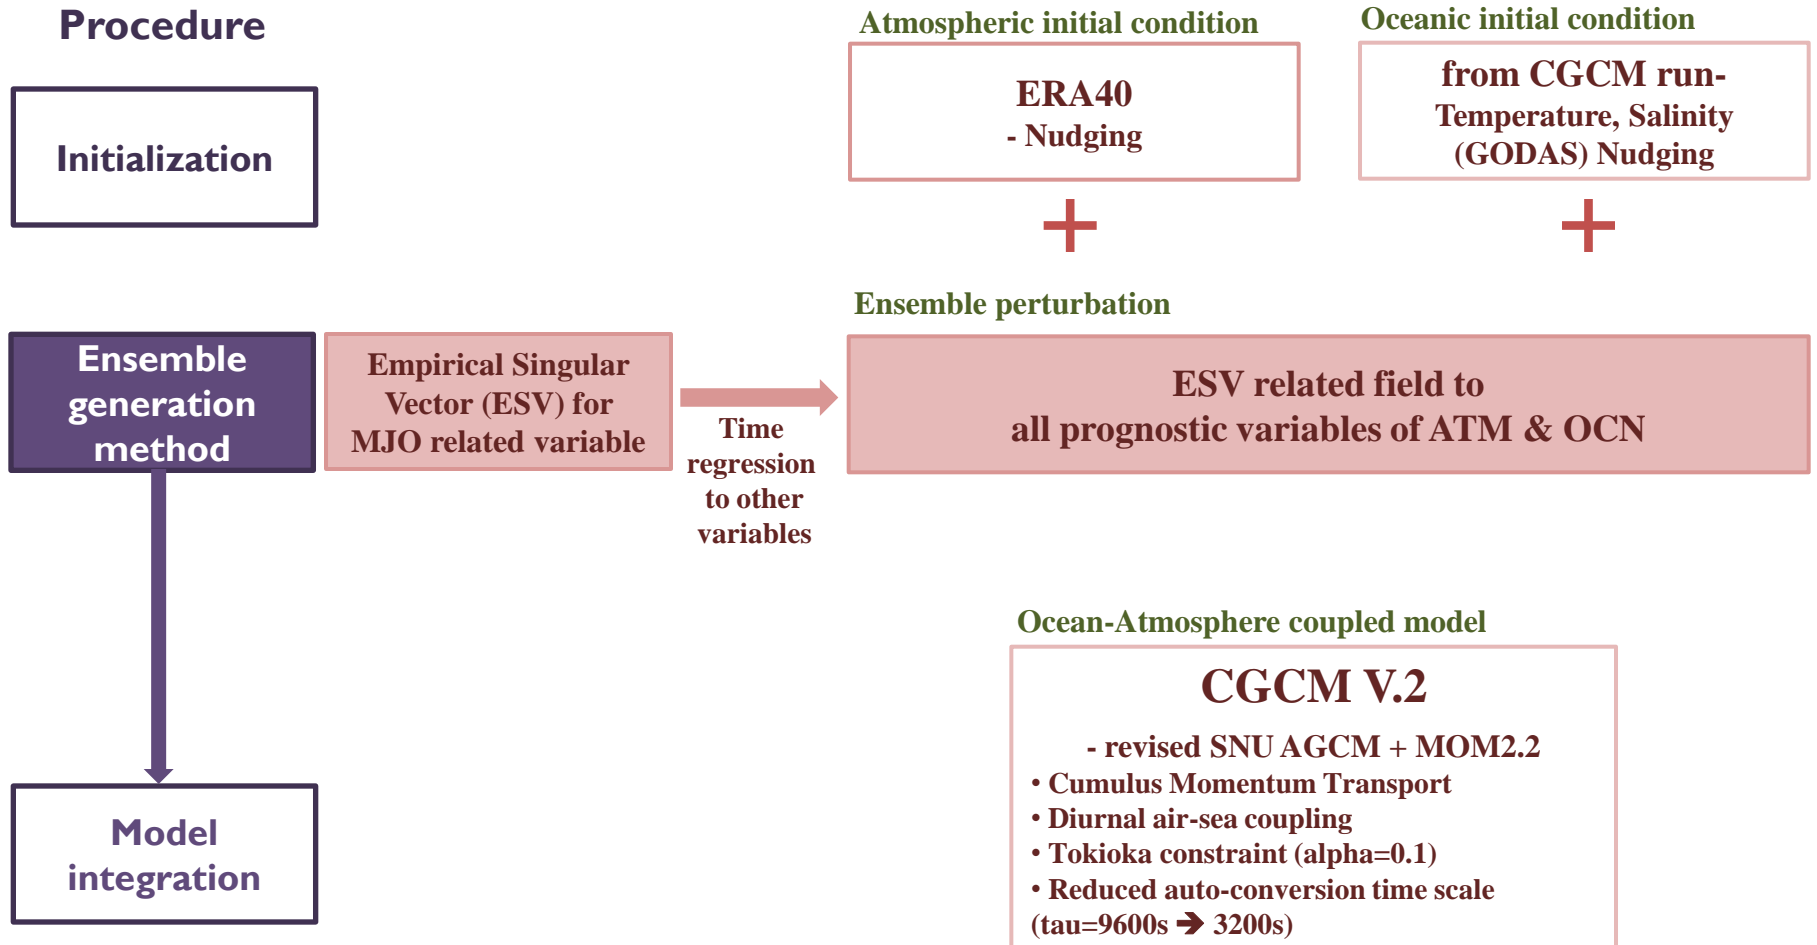 Procedure
Atmospheric initial condition
Oceanic initial condition
Initialization
ERA40
- Nudging
from CGCM run-
Temperature, Salinity
(GODAS) Nudging
+
+
Ensemble perturbation
Ensemble
generation
method
Empirical Singular
Vector (ESV) for
MJO related variable
Time
regression
to other
variables
ESV related field to
all prognostic variables of ATM & OCN
Ocean-Atmosphere coupled model
CGCM V.2
- revised SNU AGCM + MOM2.2
• Cumulus Momentum Transport
• Diurnal air-sea coupling
• Tokioka constraint (alpha=0.1)
• Reduced auto-conversion time scale
(tau=9600s ➔ 3200s)
Model
integration